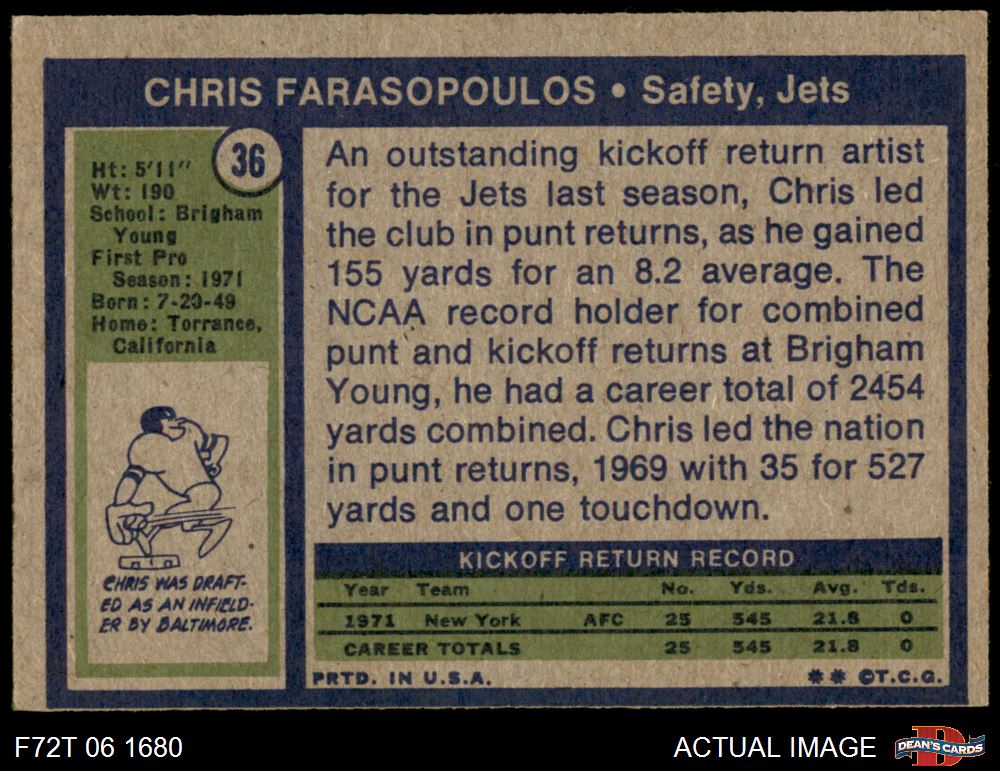 CHRIS FARASOPOULOS • Safety, Jets
36
Ht: 5'11"
Wt: 190
School: Brigham
Young
First Pro
Season: 1971
Born: 7-20-49
Home: Torrance,
California
CHRIS WAS DRAFT-
ED AS AN INFIELD-
ER BY BALTIMORE.
An outstanding kickoff return artist
for the Jets last season, Chris led
the club in punt returns, as he gained
155 yards for an 8.2 average. The
NCAA record holder for combined
punt and kickoff returns at Brigham
Young, he had a career total of 2454
yards combined. Chris led the nation
in punt returns, 1969 with 35 for 527
yards and one touchdown.
KICKOFF RETURN RECORD
Year Team No. Yds. Avg. Tds.
1971 New York AFC 25 545 21.8 0
CAREER TOTALS 25 545 21.8 0
PRTD. IN U.S.A. ** ©T.C.G.
F72T 06 1680 ACTUAL IMAGE DEAN'S CARDS